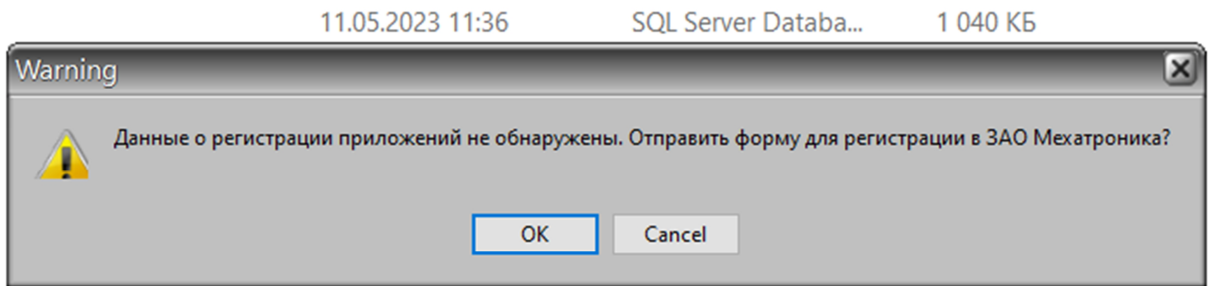 11.05.2023 11:36 SQL Server Databa... 1 040 КБ
Warning
Данные о регистрации приложений не обнаружены. Отправить форму для регистрации в ЗАО Мехатроника?
OK Cancel